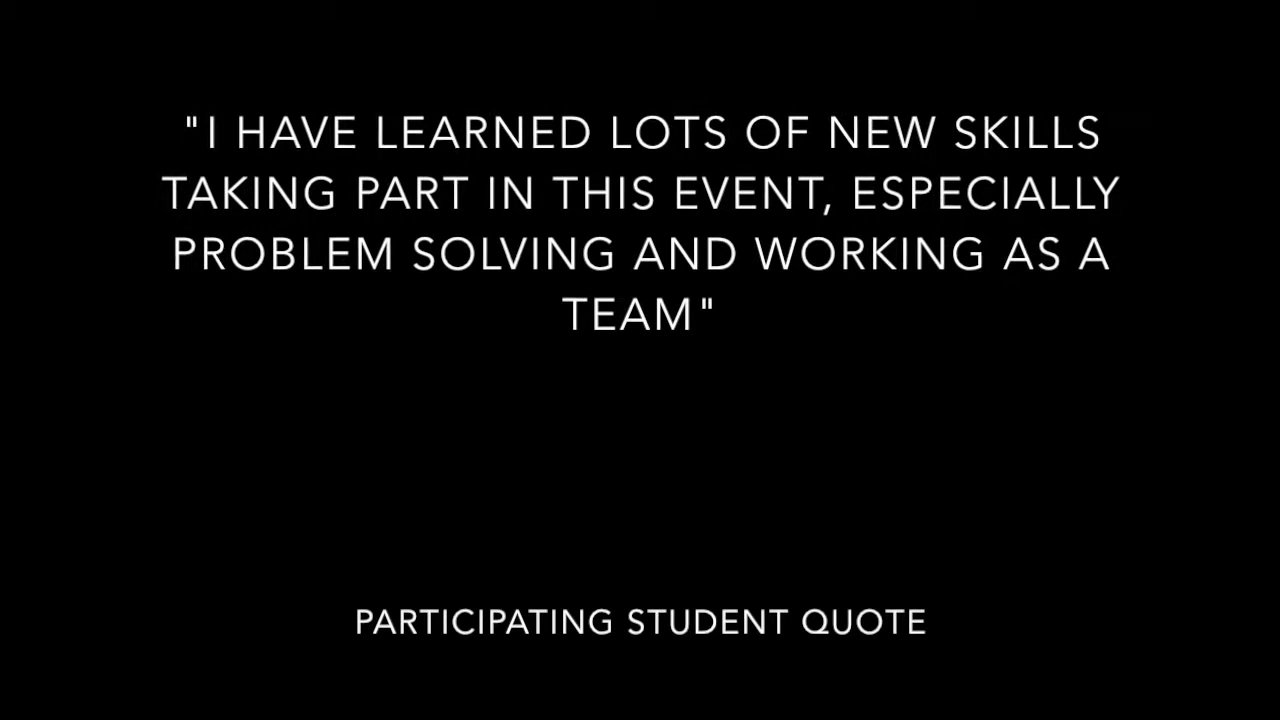 "I HAVE LEARNED LOTS OF NEW SKILLS
TAKING PART IN THIS EVENT, ESPECIALLY
PROBLEM SOLVING AND WORKING AS A
TEAM"
PARTICIPATING STUDENT QUOTE